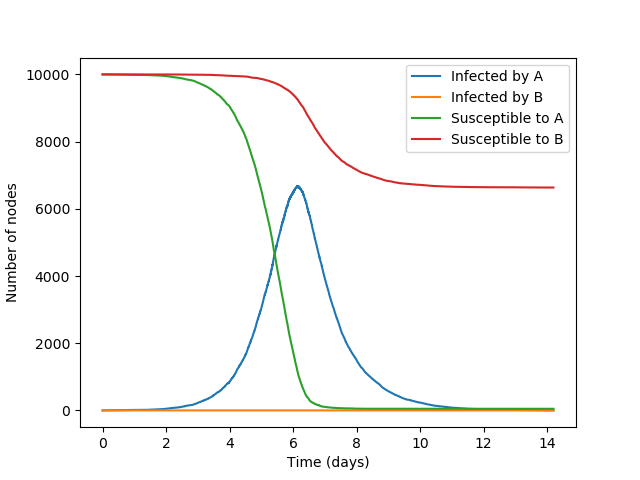 10000
8000
6000
4000
2000
0
Number of nodes
Infected by A
Infected by B
Susceptible to A
Susceptible to B
0 2 4 6 8 10 12 14
Time (days)